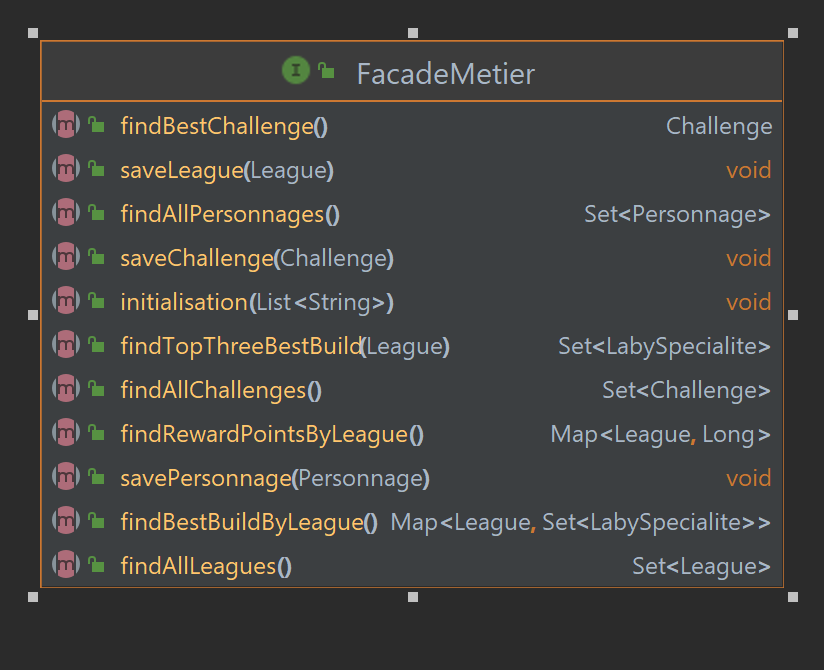 I FacadeMetier
m findBestChallenge() Challenge
m saveLeague(League) void
m findAllPersonnages() Set<Personnage>
m saveChallenge(Challenge) void
m initialisation(List<String>) void
m findTopThreeBestBuild(League) Set<LabySpecialite>
m findAllChallenges() Set<Challenge>
m findRewardPointsByLeague() Map<League, Long>
m savePersonnage(Personnage) void
m findBestBuildByLeague() Map<League, Set<LabySpecialite>>
m findAllLeagues() Set<League>